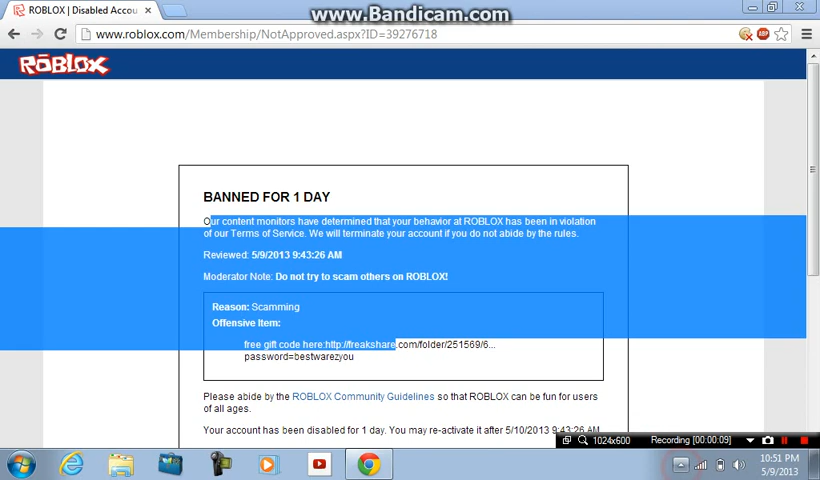 www.Bandicam.com
ROBLOX | Disabled Accou
www.roblox.com/Membership/NotApproved.aspx?ID=39276718
ROBLOX
BANNED FOR 1 DAY
Our content monitors have determined that your behavior at ROBLOX has been in violation
of our Terms of Service. We will terminate your account if you do not abide by the rules.
Reviewed: 5/9/2013 9:43:26 AM
Moderator Note: Do not try to scam others on ROBLOX!
Reason: Scamming
Offensive Item:
free gift code here:http://freakshare.com/folder/251569/6...
password=bestwarezyou
Please abide by the ROBLOX Community Guidelines so that ROBLOX can be fun for users
of all ages.
Your account has been disabled for 1 day. You may re-activate it after 5/10/2013 9:43:26 AM
1024x600
Recording [00:00:09]
10:51 PM
5/9/2013